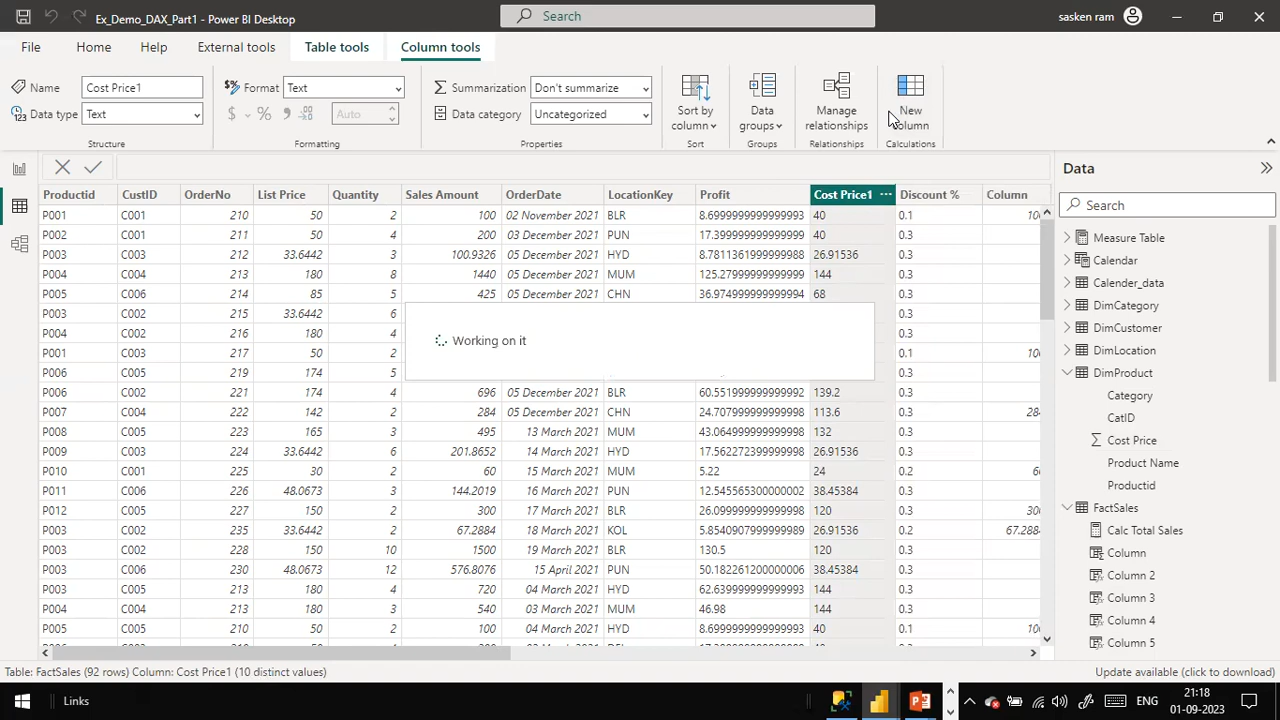 Ex_Demo_DAX_Part1 - Power BI Desktop
Search
sasken ram
File Home Help External tools Table tools Column tools
Name Cost Price1
Data type Text
Structure
Format Text
$ % Auto
Formatting
Summarization Don't summarize
Data category Uncategorized
Properties
Sort by column
Sort
Data groups
Groups
Manage relationships
Relationships
New column
Calculations
Data
Search
Productid CustID OrderNo List Price Quantity Sales Amount OrderDate LocationKey Profit Cost Price1 Discount % Column
P001 C001 210 50 2 100 02 November 2021 BLR 8.6999999999999993 40 0.1
P002 C001 211 50 4 200 03 December 2021 PUN 17.399999999999999 40 0.3
P003 C003 212 33.6442 3 100.9326 05 December 2021 HYD 8.7811361999999988 26.91536 0.3
P004 C004 213 180 8 1440 05 December 2021 MUM 125.27999999999999 144 0.3
P005 C006 214 85 5 425 05 December 2021 CHN 36.974999999999994 68 0.3
P003 C002 215 33.6442 6 0.3
P004 C002 216 180 4 0.3
P001 C003 217 50 2 0.1
P006 C005 219 174 5 0.3
P006 C002 221 174 4 696 05 December 2021 BLR 60.551999999999992 139.2 0.3
P007 C004 222 142 2 284 05 December 2021 CHN 24.707999999999998 113.6 0.3 284
P008 C005 223 165 3 495 13 March 2021 MUM 43.064999999999998 132 0.3
P009 C003 224 33.6442 6 201.8652 14 March 2021 HYD 17.562272399999998 26.91536 0.3
P010 C001 225 30 2 60 15 March 2021 MUM 5.22 24 0.2
P011 C006 226 48.0673 3 144.2019 16 March 2021 PUN 12.545565300000002 38.45384 0.3
P012 C005 227 150 2 300 17 March 2021 BLR 26.099999999999998 120 0.3 300
P003 C002 235 33.6442 2 67.2884 18 March 2021 KOL 5.8540907999999989 26.91536 0.2 67.2884
P003 C002 228 150 10 1500 19 March 2021 BLR 130.5 120 0.3
P003 C006 230 48.0673 12 576.8076 15 April 2021 PUN 50.182261200000006 38.45384 0.3
P003 C005 213 180 4 720 04 March 2021 HYD 62.639999999999993 144 0.3
P004 C004 213 180 3 540 03 March 2021 MUM 46.98 144 0.3
P005 C005 210 50 2 100 04 March 2021 HYD 8.6999999999999993 40 0.1
Working on it
Measure Table
Calendar
Calender_data
DimCategory
DimCustomer
DimLocation
DimProduct
Category
CatID
Cost Price
Product Name
Productid
FactSales
Calc Total Sales
Column
Column 2
Column 3
Column 4
Column 5
Table: FactSales (92 rows) Column: Cost Price1 (10 distinct values)
Update available (click to download)
Links
ENG
21:18
01-09-2023